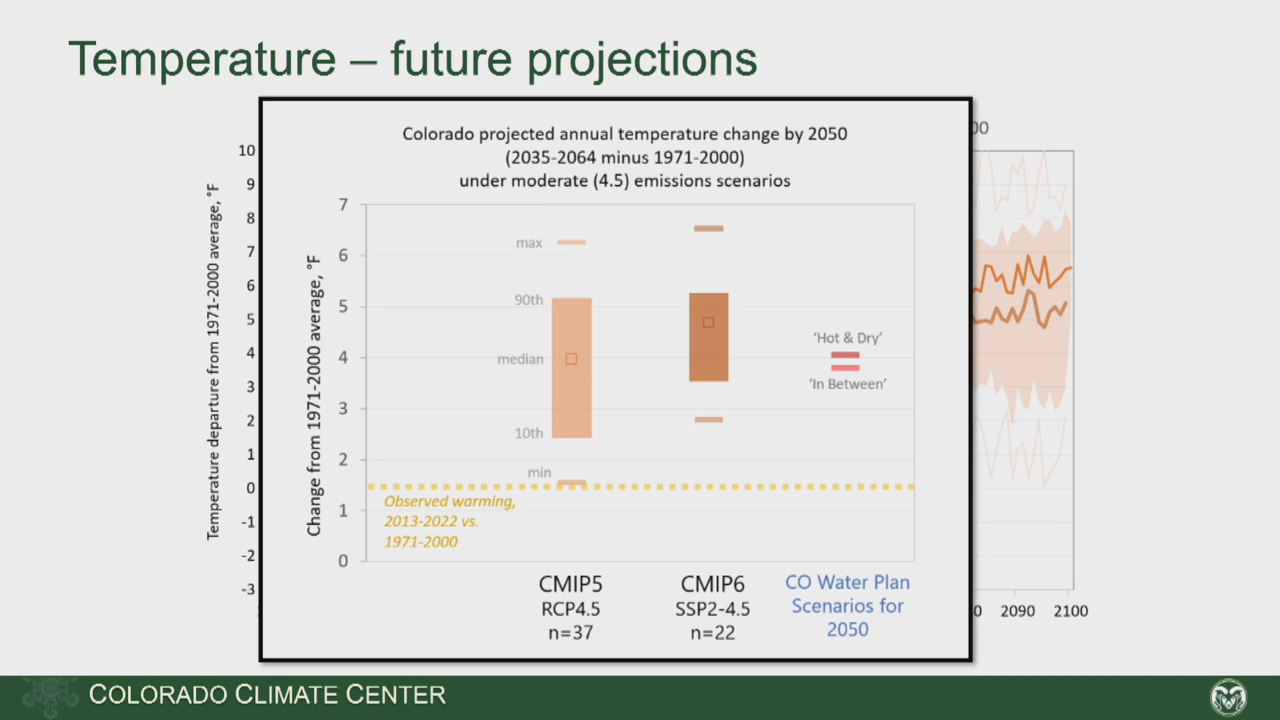 Temperature – future projections
00
Temperature departure from 1971-2000 average, °F
10
9
8
7
6
5
4
3
2
1
0
-1
-2
-3
Colorado projected annual temperature change by 2050
(2035-2064 minus 1971-2000)
under moderate (4.5) emissions scenarios
Change from 1971-2000 average, °F
7
6
5
4
3
2
1
0
max
90th
median
10th
min
'Hot & Dry'
'In Between'
Observed warming,
2013-2022 vs.
1971-2000
CMIP5
RCP4.5
n=37
CMIP6
SSP2-4.5
n=22
CO Water Plan
Scenarios for
2050
0 2090 2100
COLORADO CLIMATE CENTER